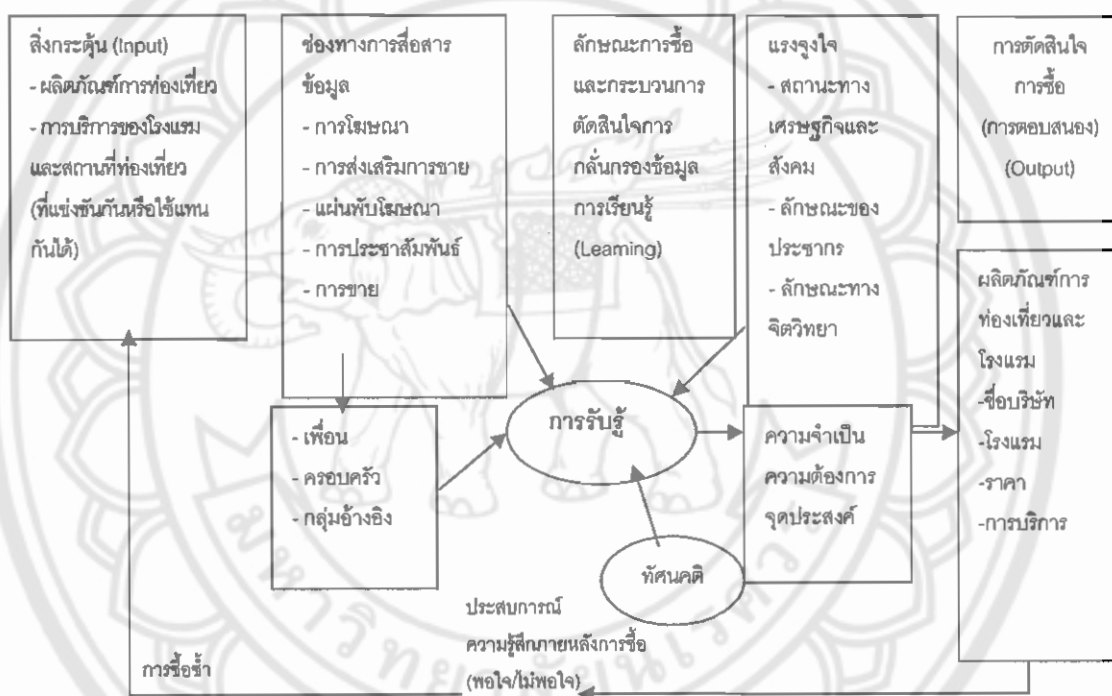 สิ่งกระตุ้น (Input)
- ผลิตภัณฑ์การท่องเที่ยว
- การบริการของโรงแรม
และสถานที่ท่องเที่ยว
(ที่แข่งขันกันหรือใช้แทน
กันได้)
ช่องทางการสื่อสาร
ข้อมูล
- การโฆษณา
- การส่งเสริมการขาย
- แผ่นพับโฆษณา
- การประชาสัมพันธ์
- การขาย
ลักษณะการซื้อ
และกระบวนการ
ตัดสินใจการ
กลั่นกรองข้อมูล
การเรียนรู้
(Learning)
แรงจูงใจ
- สถานะทาง
เศรษฐกิจและ
สังคม
- ลักษณะของ
ประชากร
- ลักษณะทาง
จิตวิทยา
การตัดสินใจ
การซื้อ
(การตอบสนอง)
(Output)
ผลิตภัณฑ์การ
ท่องเที่ยวและ
โรงแรม
-ชื่อบริษัท
-โรงแรม
-ราคา
-การบริการ
- เพื่อน
- ครอบครัว
- กลุ่มอ้างอิง
การรับรู้
ความจำเป็น
ความต้องการ
จุดประสงค์
ทัศนคติ
ประสบการณ์
ความรู้สึกภายหลังการซื้อ
(พอใจ/ไม่พอใจ)
การซื้อซ้ำ
มหาวิทยาลัยนเรศวร